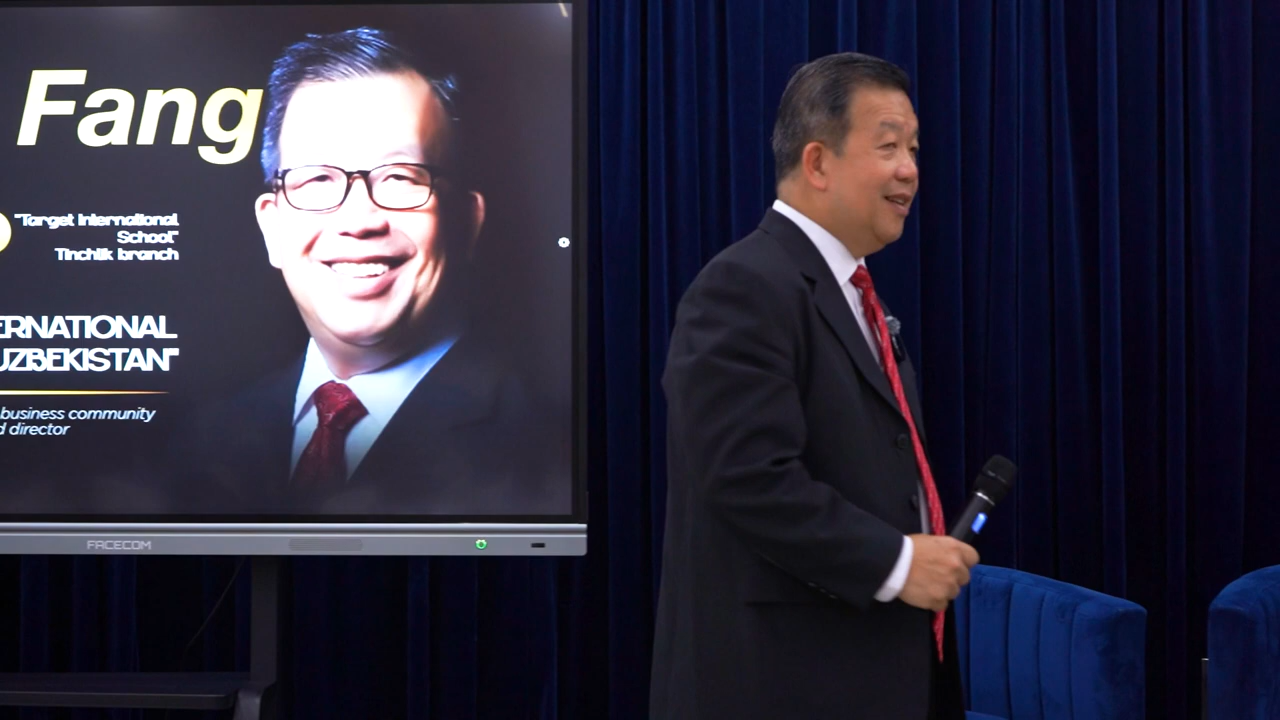 Fang
"Target International
School"
Tinchlik branch
ERNATIONAL
UZBEKISTAN"
business community
d director
FACECOM